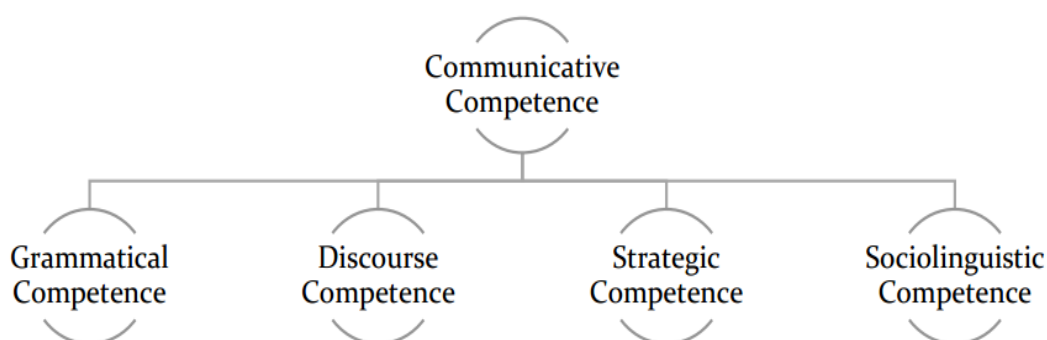 Communicative
Competence
Grammatical
Competence
Discourse
Competence
Strategic
Competence
Sociolinguistic
Competence